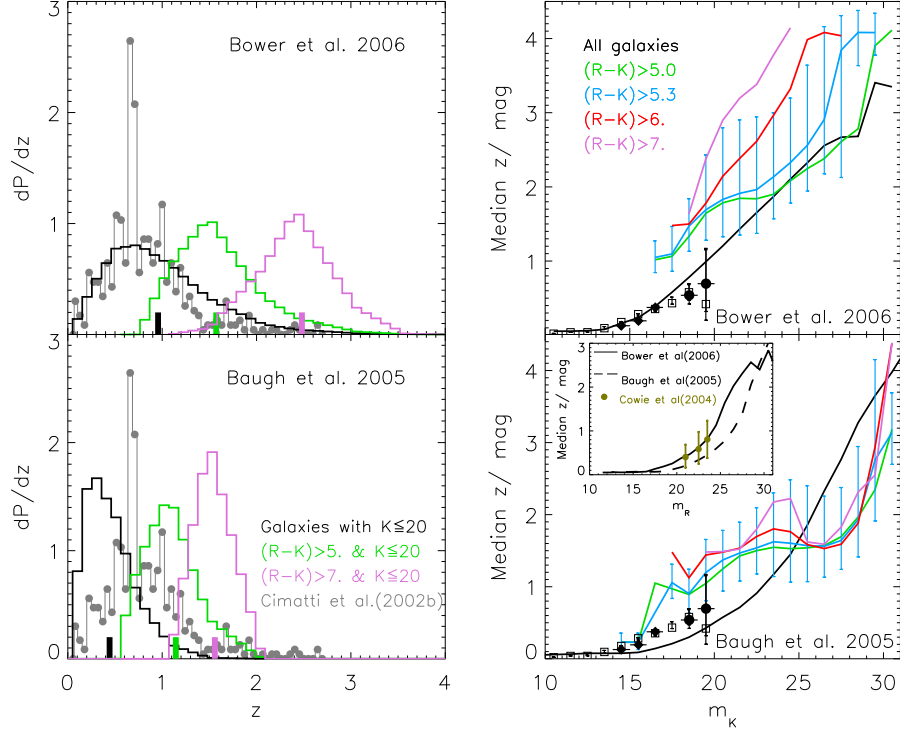 3
2
1
0
dP/dz
Bower et al. 2006
3
2
1
0
dP/dz
Baugh et al. 2005
Galaxies with K≤20
(R−K)>5. & K≤20
(R−K)>7. & K≤20
Cimatti et al.(2002b)
0
1
2
3
4
z
4
3
2
1
0
Median z/ mag
All galaxies
(R−K)>5.0
(R−K)>5.3
(R−K)>6.
(R−K)>7.
Bower et al. 2006
4
3
2
1
0
Median z/ mag
3
2
1
0
Median z/ mag
Bower et al(2006)
Baugh et al(2005)
Cowie et al(2004)
10
15
20
25
30
m_R
Baugh et al. 2005
10
15
20
25
30
m_K